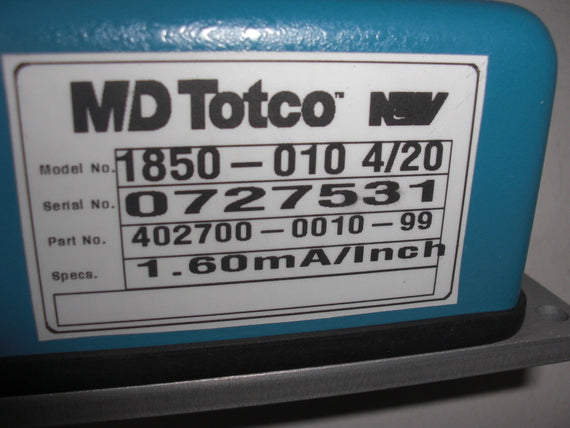 MD Totco™ NOV
Model No. 1850-010 4/20
Serial No. 0727531
Part No. 402700-0010-99
Specs. 1.60mA/Inch